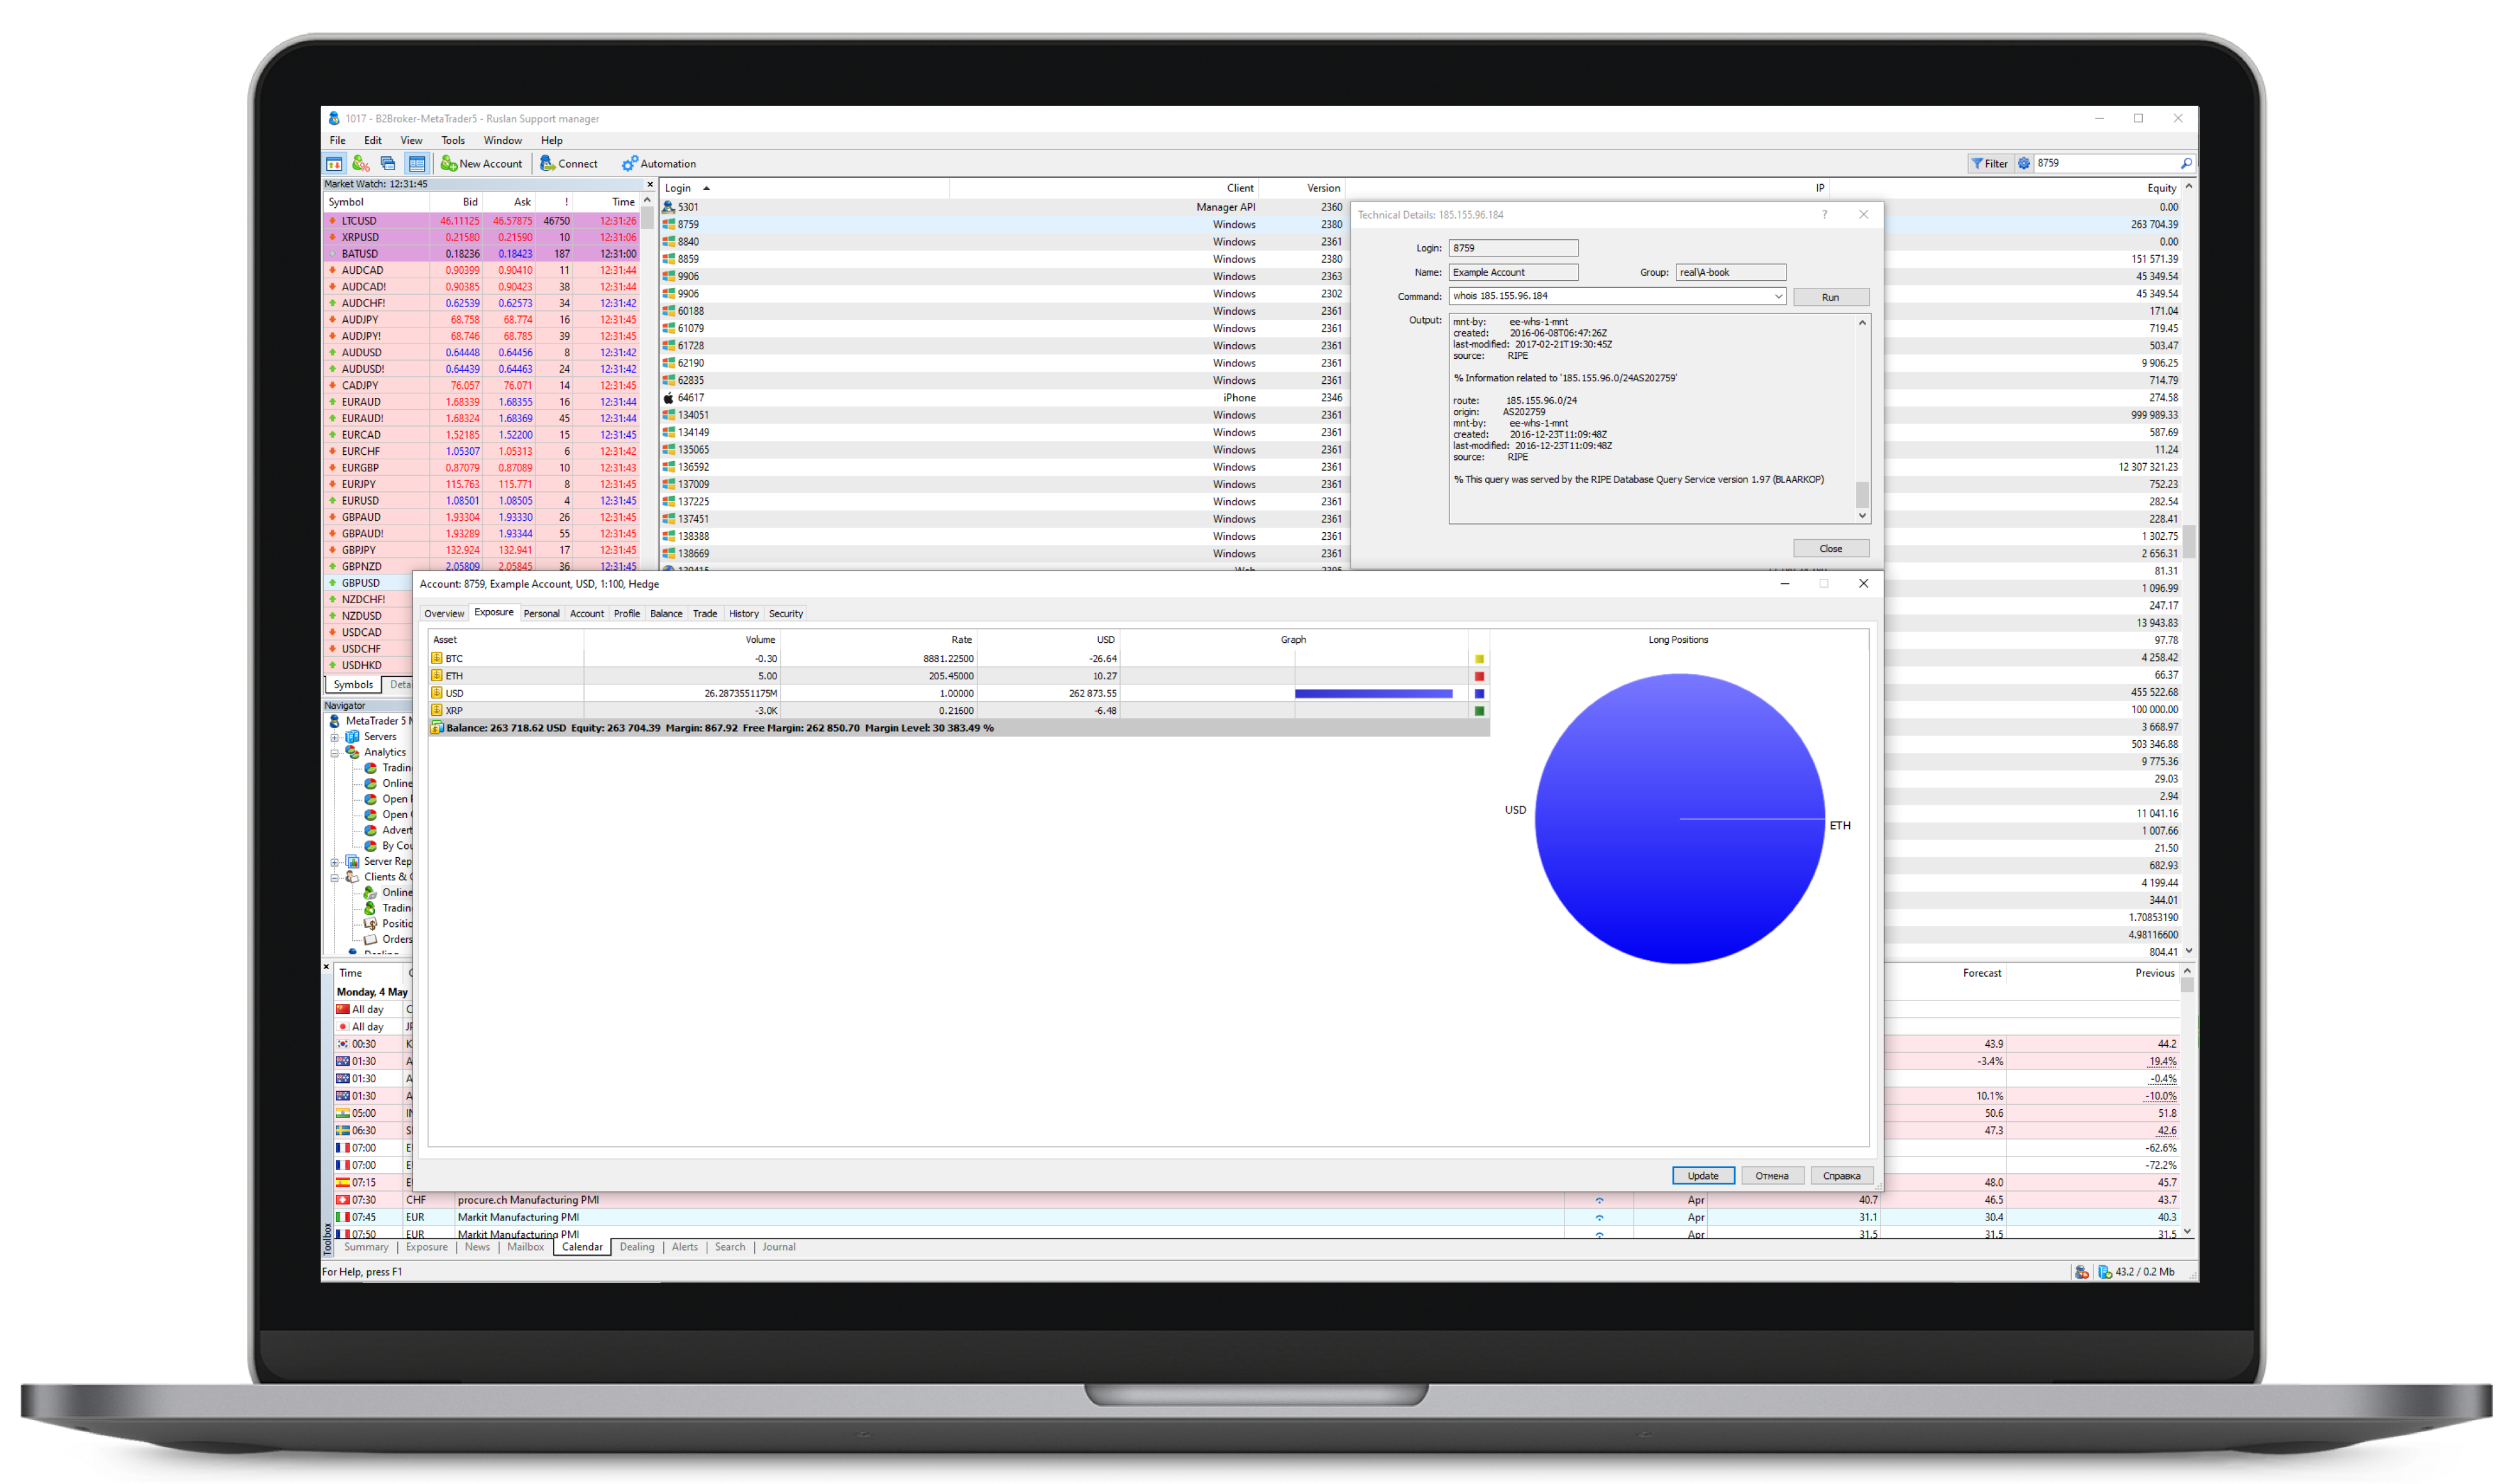 1017 - B2Broker-MetaTrader5 - Ruslan Support manager
File Edit View Tools Window Help
New Account Connect Automation Filter 8759
Market Watch: 12:31:45
Symbol Bid Ask ! Time
LTCUSD 46.11125 46.57875 46750 12:31:26
XRPUSD 0.21580 0.21590 10 12:31:06
BATUSD 0.18236 0.18423 187 12:31:00
AUDCAD 0.90399 0.90410 11 12:31:44
AUDCAD! 0.90385 0.90423 38 12:31:44
AUDCHF! 0.62539 0.62573 34 12:31:42
AUDJPY 68.758 68.774 16 12:31:45
AUDJPY! 68.746 68.785 39 12:31:45
AUDUSD 0.64448 0.64456 8 12:31:42
AUDUSD! 0.64439 0.64463 24 12:31:42
CADJPY 76.057 76.071 14 12:31:45
EURAUD 1.68339 1.68355 16 12:31:44
EURAUD! 1.68324 1.68369 45 12:31:44
EURCAD 1.52185 1.52200 15 12:31:45
EURCHF 1.05307 1.05313 6 12:31:42
EURGBP 0.87079 0.87089 10 12:31:43
EURJPY 115.763 115.771 8 12:31:45
EURUSD 1.08501 1.08505 4 12:31:45
GBPAUD 1.93304 1.93330 26 12:31:45
GBPAUD! 1.93289 1.93344 55 12:31:45
GBPJPY 132.924 132.941 17 12:31:45
GBPNZD 2.05809 2.05845 36 12:31:45
GBPUSD
NZDCHF!
NZDUSD
USDCAD
USDCHF
USDHKD
Symbols Detai
Navigator
MetaTrader 5 M
Servers
Analytics
Tradin
Online
Open
Open
Advert
By Cou
Server Rep
Clients &
Online
Tradin
Positio
Orders
Login Client Version IP Equity
5301 Manager API 2360 0.00
8759 Windows 2380 263 704.39
8840 Windows 2361 0.00
8859 Windows 2380 151 571.39
9906 Windows 2363 45 349.54
9906 Windows 2302 45 349.54
60188 Windows 2361 171.04
61079 Windows 2361 719.45
61728 Windows 2361 503.47
62190 Windows 2361 9 906.25
62835 Windows 2361 714.79
64617 iPhone 2346 274.58
134051 Windows 2361 999 989.33
134149 Windows 2361 587.69
135065 Windows 2361 11.24
136592 Windows 2361 12 307 321.23
137009 Windows 2361 752.23
137225 Windows 2361 282.54
137451 Windows 2361 228.41
138388 Windows 2361 1 302.75
138669 Windows 2361 2 656.31
81.31
1 096.99
247.17
13 943.83
97.78
4 258.42
66.37
455 522.68
100 000.00
3 668.97
503 346.88
9 775.36
29.03
2.94
11 041.16
1 007.66
21.50
682.93
4 199.44
344.01
1.70853190
4.98116600
804.41
Technical Details: 185.155.96.184 ?
Login: 8759
Name: Example Account Group: real\A-book
Command: whois 185.155.96.184 Run
Output: mnt-by: ee-whs-1-mnt
created: 2016-06-08T06:47:26Z
last-modified: 2017-02-21T19:30:45Z
source: RIPE
% Information related to '185.155.96.0/24AS202759'
route: 185.155.96.0/24
origin: AS202759
mnt-by: ee-whs-1-mnt
created: 2016-12-23T11:09:48Z
last-modified: 2016-12-23T11:09:48Z
source: RIPE
% This query was served by the RIPE Database Query Service version 1.97 (BLAARKOP)
Close
Account: 8759, Example Account, USD, 1:100, Hedge
Overview Exposure Personal Account Profile Balance Trade History Security
Asset Volume Rate USD Graph Long Positions
BTC -0.30 8881.22500 -26.64
ETH 5.00 205.45000 10.27
USD 26.2873551175M 1.00000 262 873.55
XRP -3.0K 0.21600 -6.48
Balance: 263 718.62 USD Equity: 263 704.39 Margin: 867.92 Free Margin: 262 850.70 Margin Level: 30 383.49 %
USD
ETH
Update Отмена Справка
Time Forecast Previous
Monday, 4 May
All day
All day
00:30 43.9 44.2
01:30 -3.4% 19.4%
01:30 -0.4%
01:30 10.1% -10.0%
05:00 50.6 51.8
06:30 47.3 42.6
07:00 -62.6%
07:00 -72.2%
07:15 48.0 45.7
07:30 CHF procure.ch Manufacturing PMI Apr 40.7 46.5 43.7
07:45 EUR Markit Manufacturing PMI Apr 31.1 30.4 40.3
07:50 EUR Markit Manufacturing PMI Apr 31.5 31.5 31.5
Toolbox
Summary Exposure News Mailbox Calendar Dealing Alerts Search Journal
For Help, press F1 43.2 / 0.2 Mb